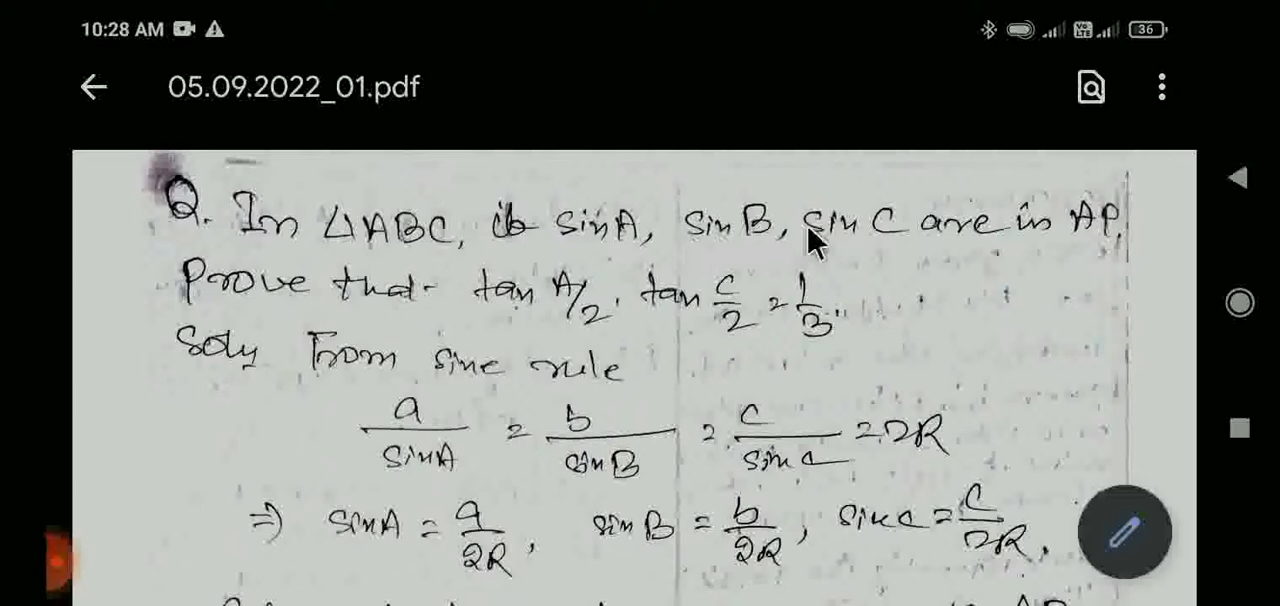 10:28 AM
36
05.09.2022_01.pdf
Q. In △ABC, if sinA, sinB, sinC are in AP.
Prove that tan A/2 . tan C/2 = 1/3.
Soln From sine rule
a/sinA = b/sinB = c/sinC = 2R
⇒ sinA = a/2R, sinB = b/2R, sinC = c/2R.